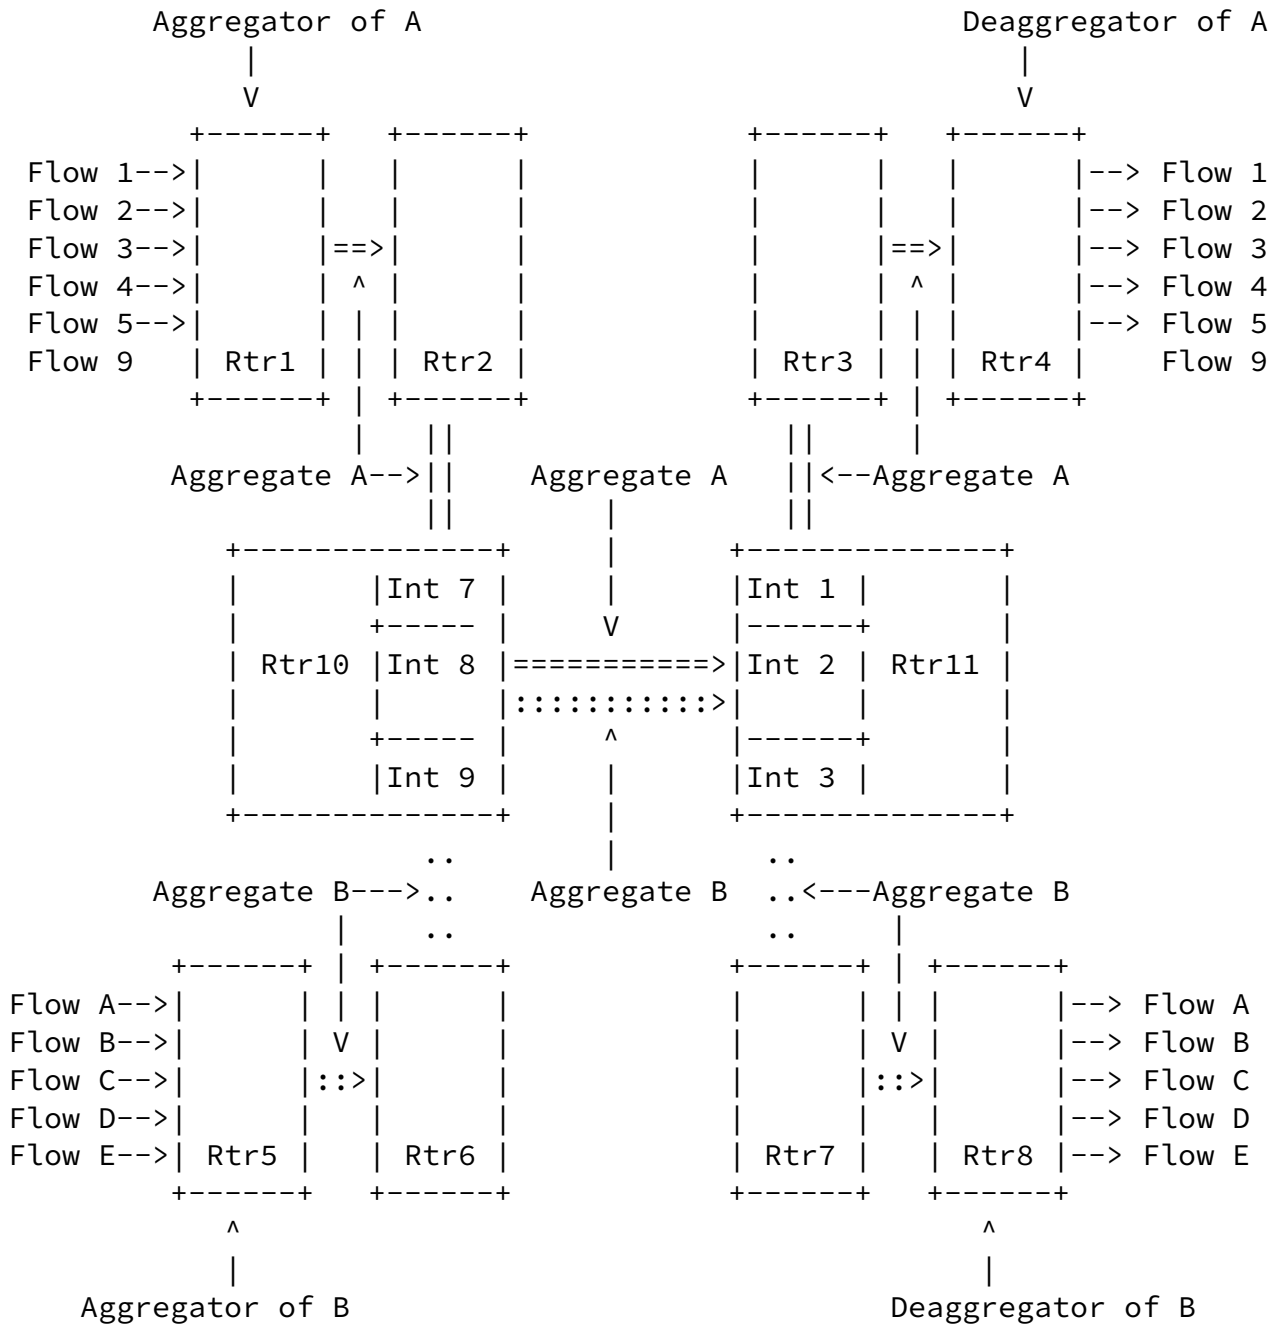 Aggregator of A Deaggregator of A
|                                           |
V                                           V
+------+   +------+            +------+   +------+
Flow 1-->|      |   |      |            |      |   |      |--> Flow 1
Flow 2-->|      |   |      |            |      |   |      |--> Flow 2
Flow 3-->|      |==>|      |            |      |==>|      |--> Flow 3
Flow 4-->|      | ^ |      |            |      | ^ |      |--> Flow 4
Flow 5-->|      | | |      |            |      | | |      |--> Flow 5
Flow 9   | Rtr1 | | | Rtr2 |            | Rtr3 | | | Rtr4 |    Flow 9
+------+ | +------+            +------+ | +------+
|   ||                  ||     |
Aggregate A-->||    Aggregate A   ||<--Aggregate A
||        |         ||
+--------------+     |      +--------------+
|       |Int 7 |     |      |Int 1 |       |
|       +----- |     V      |------+       |
| Rtr10 |Int 8 |===========>|Int 2 | Rtr11 |
|       |      |:::::::::::>|      |       |
|       +----- |     ^      |------+       |
|       |Int 9 |     |      |Int 3 |       |
+--------------+     |      +--------------+
..        |        ..
Aggregate B--->..    Aggregate B  ..<---Aggregate B
|    ..                 ..     |
+------+ | +------+            +------+ | +------+
Flow A-->|      | | |      |            |      | | |      |--> Flow A
Flow B-->|      | V |      |            |      | V |      |--> Flow B
Flow C-->|      |::>|      |            |      |::>|      |--> Flow C
Flow D-->|      |   |      |            |      |   |      |--> Flow D
Flow E-->| Rtr5 |   | Rtr6 |            | Rtr7 |   | Rtr8 |--> Flow E
+------+   +------+            +------+   +------+
^                                         ^
|                                         |
Aggregator of B Deaggregator of B